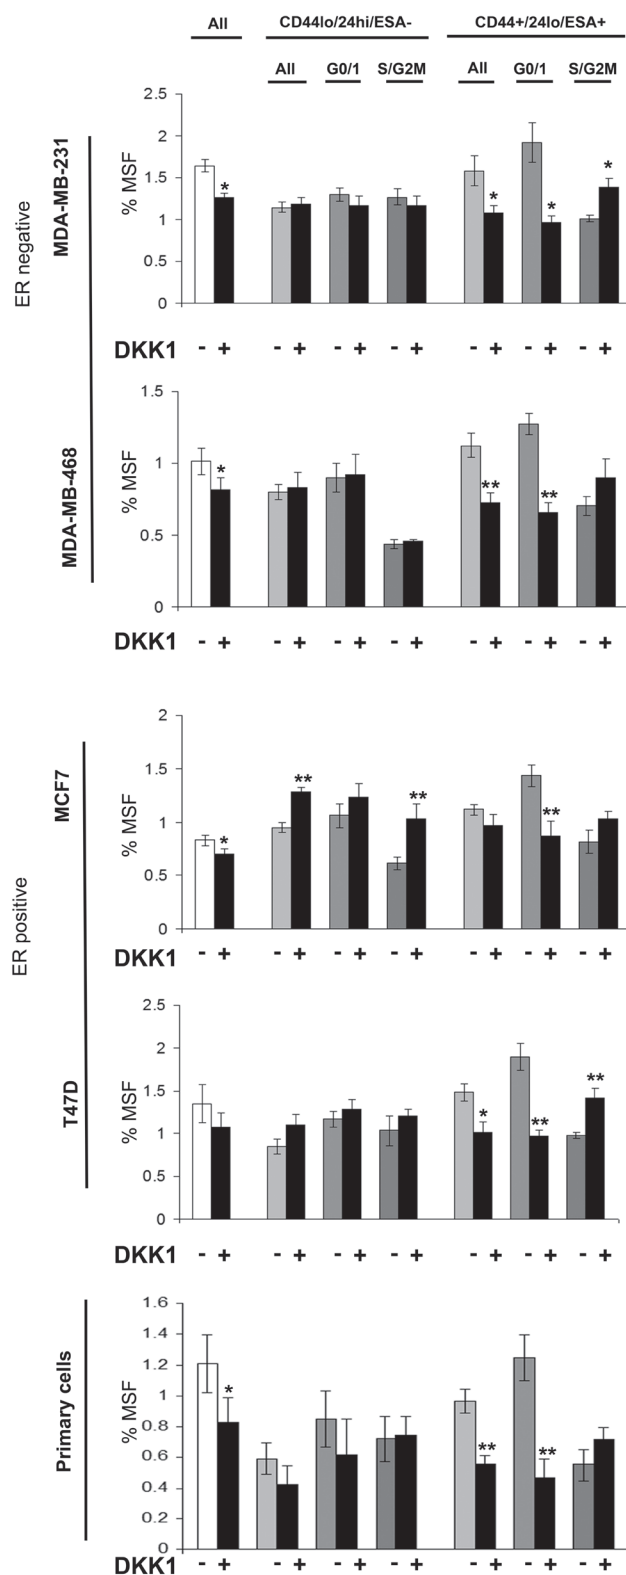 All CD44lo/24hi/ESA- CD44+/24lo/ESA+
All G0/1 S/G2M All G0/1 S/G2M
ER negative
MDA-MB-231
% MSF
2.5
2
1.5
1
0.5
0
* * * *
DKK1 - + - + - + - + - + - + - +
MDA-MB-468
% MSF
1.5
1
0.5
0
* ** **
DKK1 - + - + - + - + - + - + - +
ER positive
MCF7
% MSF
2
1.5
1
0.5
0
* ** ** **
DKK1 - + - + - + - + - + - + - +
T47D
% MSF
2.5
2
1.5
1
0.5
0
* ** **
DKK1 - + - + - + - + - + - + - +
Primary cells
% MSF
1.6
1.4
1.2
1
0.8
0.6
0.4
0.2
0
* ** **
DKK1 - + - + - + - + - + - + - +